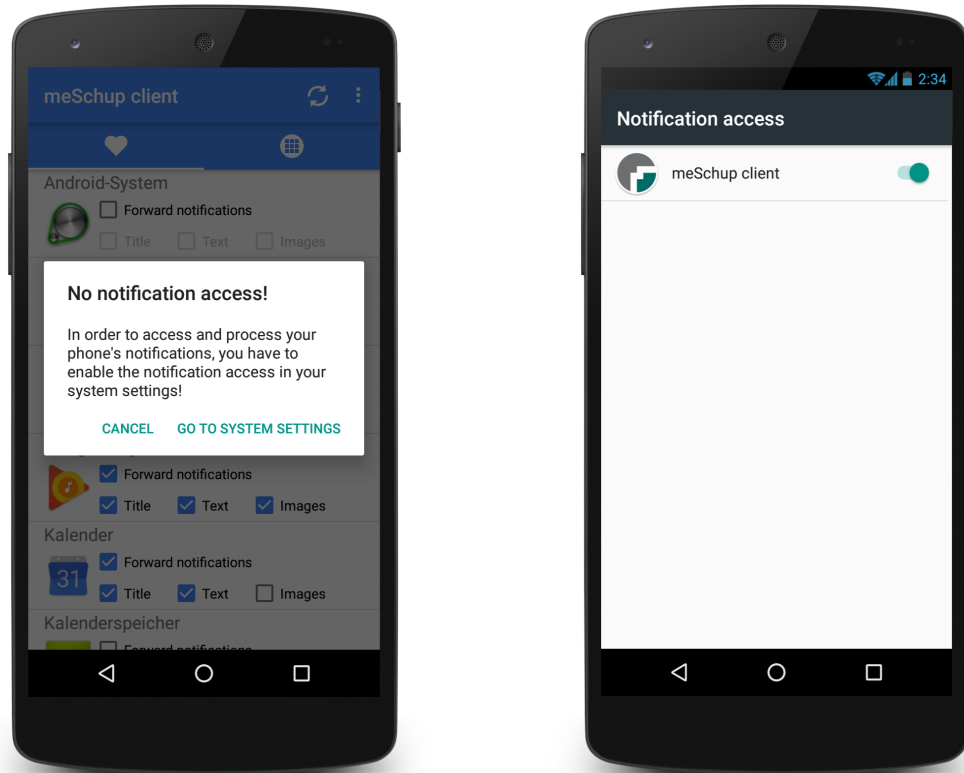 meSchup client
Android-System
Forward notifications
Title Text Images
No notification access!
In order to access and process your
phone's notifications, you have to
enable the notification access in your
system settings!
CANCEL GO TO SYSTEM SETTINGS
Forward notifications
Title Text Images
Kalender
31
Forward notifications
Title Text Images
Kalenderspeicher
Forward notifications
2:34
Notification access
meSchup client